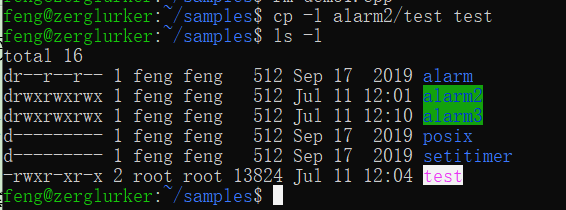 feng@zerglurker:~/samples$ cp -l alarm2/test test
feng@zerglurker:~/samples$ ls -l
total 16
dr--r--r-- 1 feng feng 512 Sep 17 2019 alarm
drwxrwxrwx 1 feng feng 512 Jul 11 12:01 alarm2
drwxrwxrwx 1 feng feng 512 Jul 11 12:10 alarm3
d--------- 1 feng feng 512 Sep 17 2019 posix
d--------- 1 feng feng 512 Sep 17 2019 setitimer
-rwxr-xr-x 2 root root 13824 Jul 11 12:04 test
feng@zerglurker:~/samples$